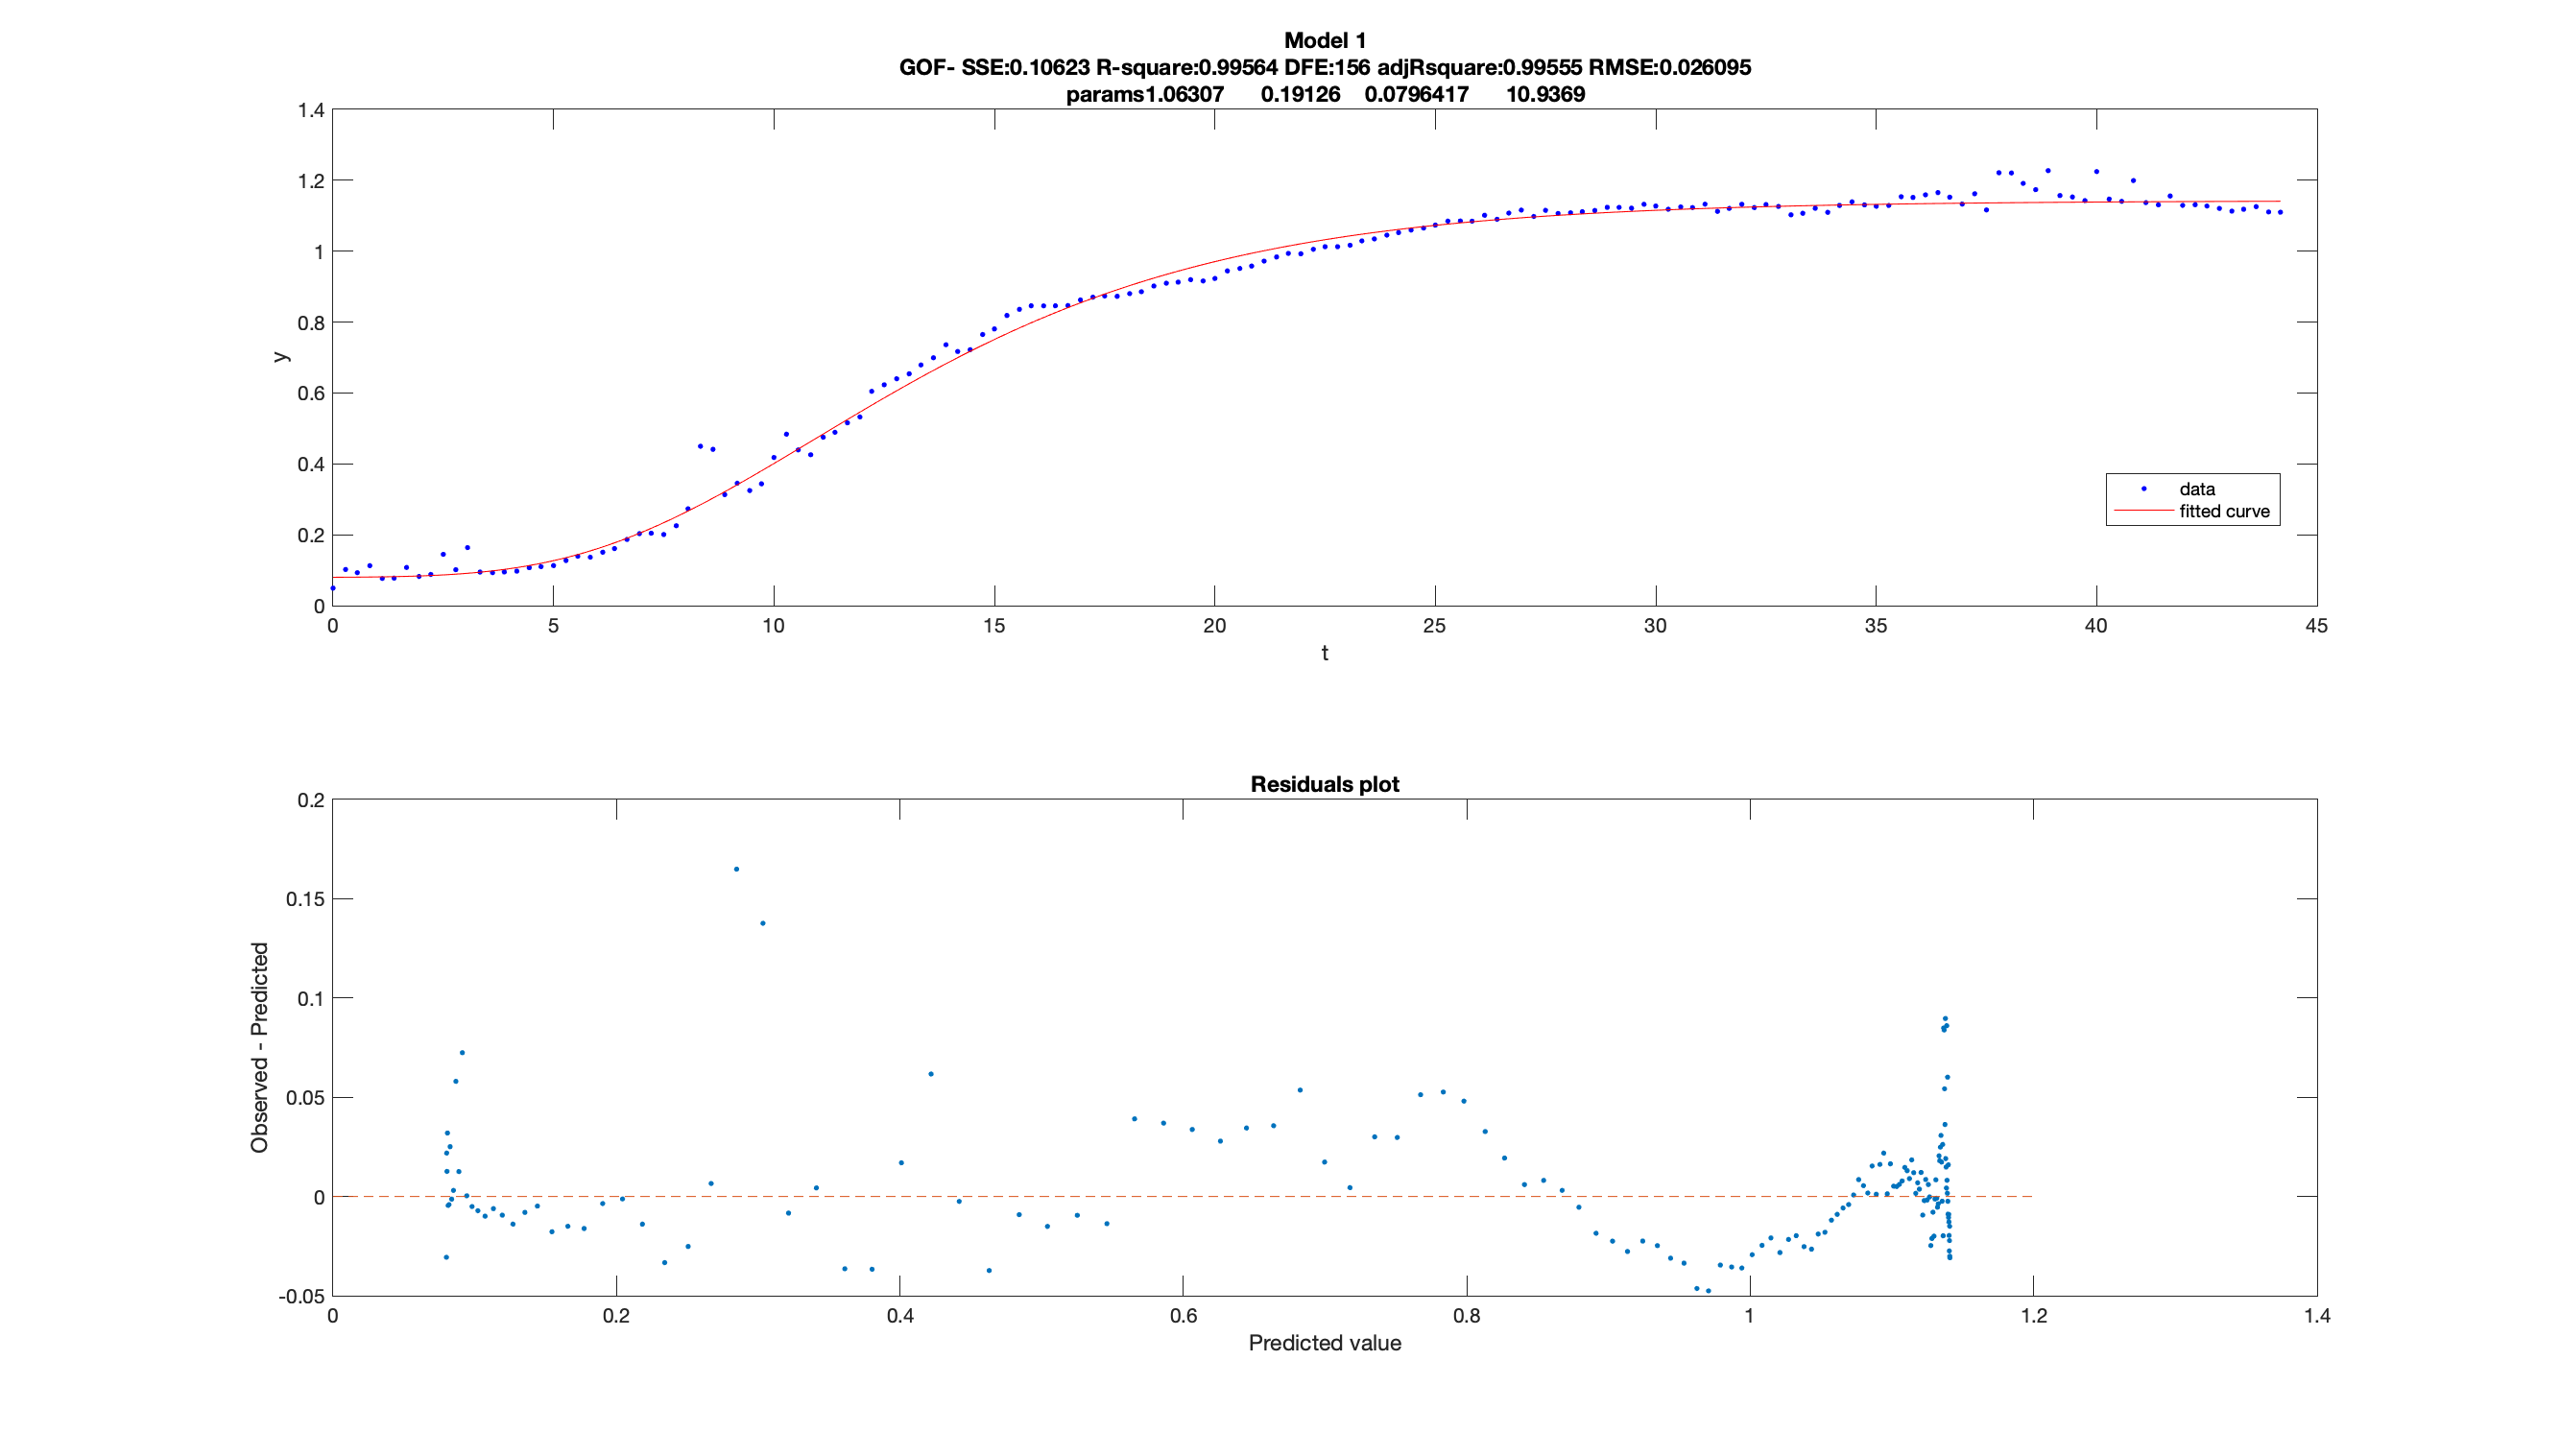 Model 1
GOF- SSE:0.10623 R-square:0.99564 DFE:156 adjRsquare:0.99555 RMSE:0.026095
params1.06307 0.19126 0.0796417 10.9369
1.4
1.2
1
0.8
0.6
0.4
0.2
0
y
0 5 10 15 20 25 30 35 40 45
t
data
fitted curve
Residuals plot
0.2
0.15
0.1
0.05
0
-0.05
Observed - Predicted
0 0.2 0.4 0.6 0.8 1 1.2 1.4
Predicted value